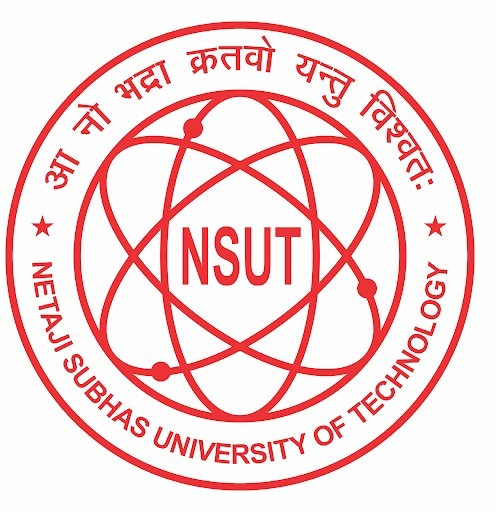 आ नो भद्रा क्रतवो यन्तु विश्वतः
NSUT
NETAJI SUBHAS UNIVERSITY OF TECHNOLOGY